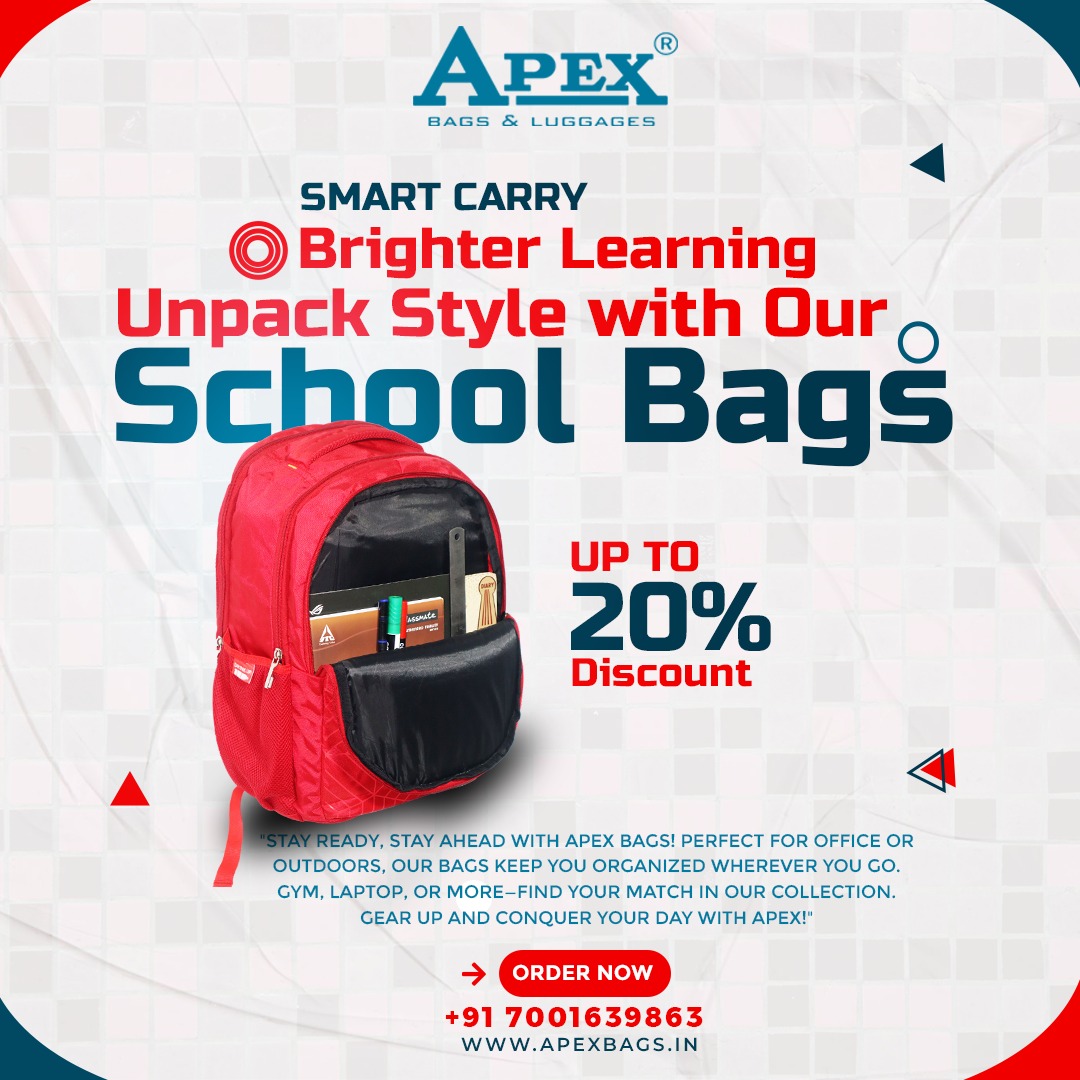 APEX®
BAGS & LUGGAGES
SMART CARRY
Brighter Learning
Unpack Style with Our
School Bags
UP TO
20%
Discount
DIARY
"STAY READY, STAY AHEAD WITH APEX BAGS! PERFECT FOR OFFICE OR
OUTDOORS, OUR BAGS KEEP YOU ORGANIZED WHEREVER YOU GO.
GYM, LAPTOP, OR MORE—FIND YOUR MATCH IN OUR COLLECTION.
GEAR UP AND CONQUER YOUR DAY WITH APEX!"
ORDER NOW
+91 7001639863
WWW.APEXBAGS.IN